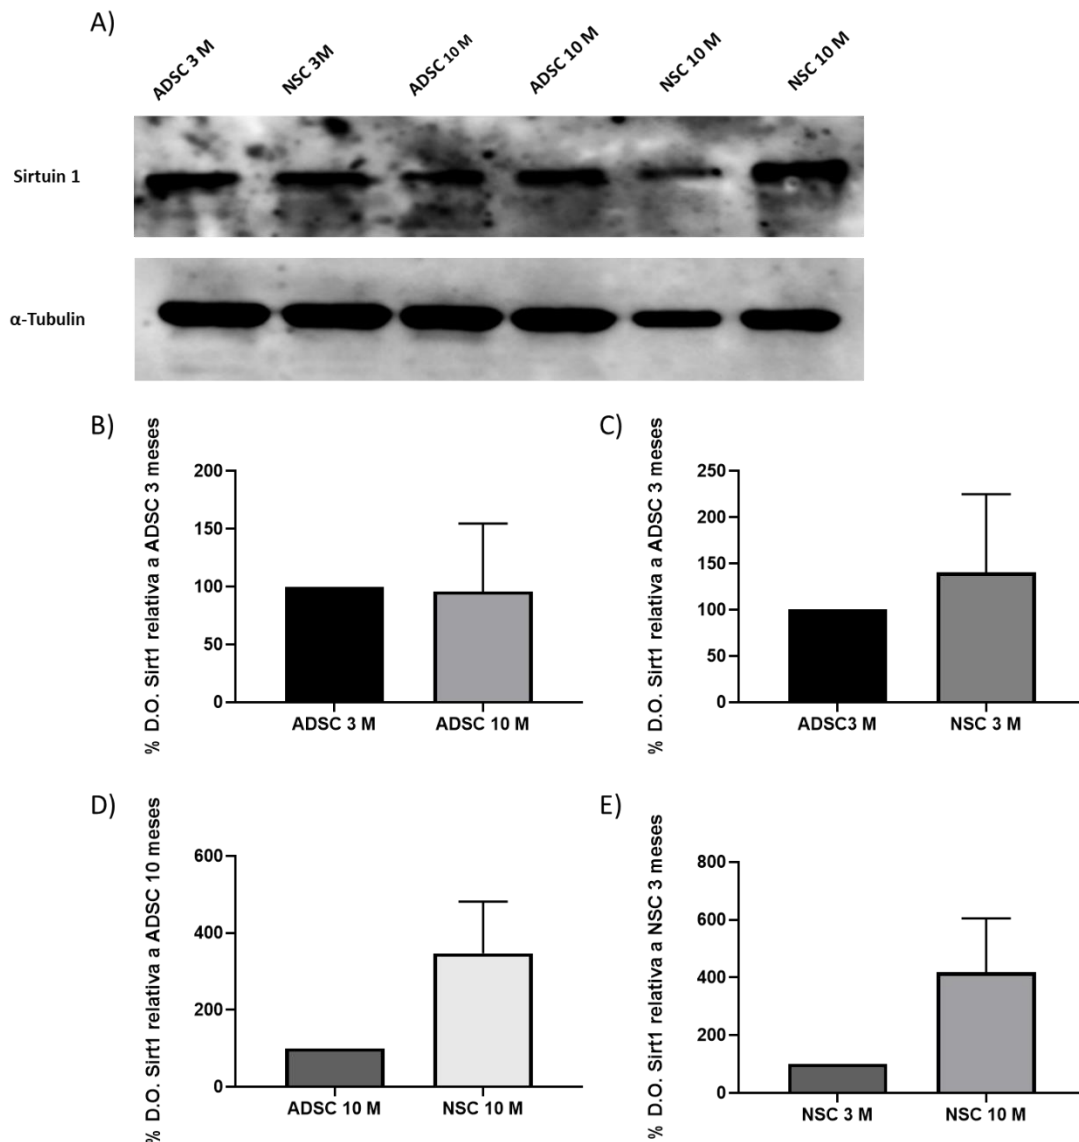 A)
ADSC 3 M
NSC 3M
ADSC 10 M
ADSC 10 M
NSC 10 M
NSC 10 M
Sirtuin 1
α-Tubulin
B)
% D.O. Sirt1 relativa a ADSC 3 meses
200
150
100
50
0
ADSC 3 M
ADSC 10 M
C)
% D.O. Sirt1 relativa a ADSC 3 meses
250
200
150
100
50
0
ADSC3 M
NSC 3 M
D)
% D.O. Sirt1 relativa a ADSC 10 meses
600
400
200
0
ADSC 10 M
NSC 10 M
E)
% D.O. Sirt1 relativa a NSC 3 meses
800
600
400
200
0
NSC 3 M
NSC 10 M